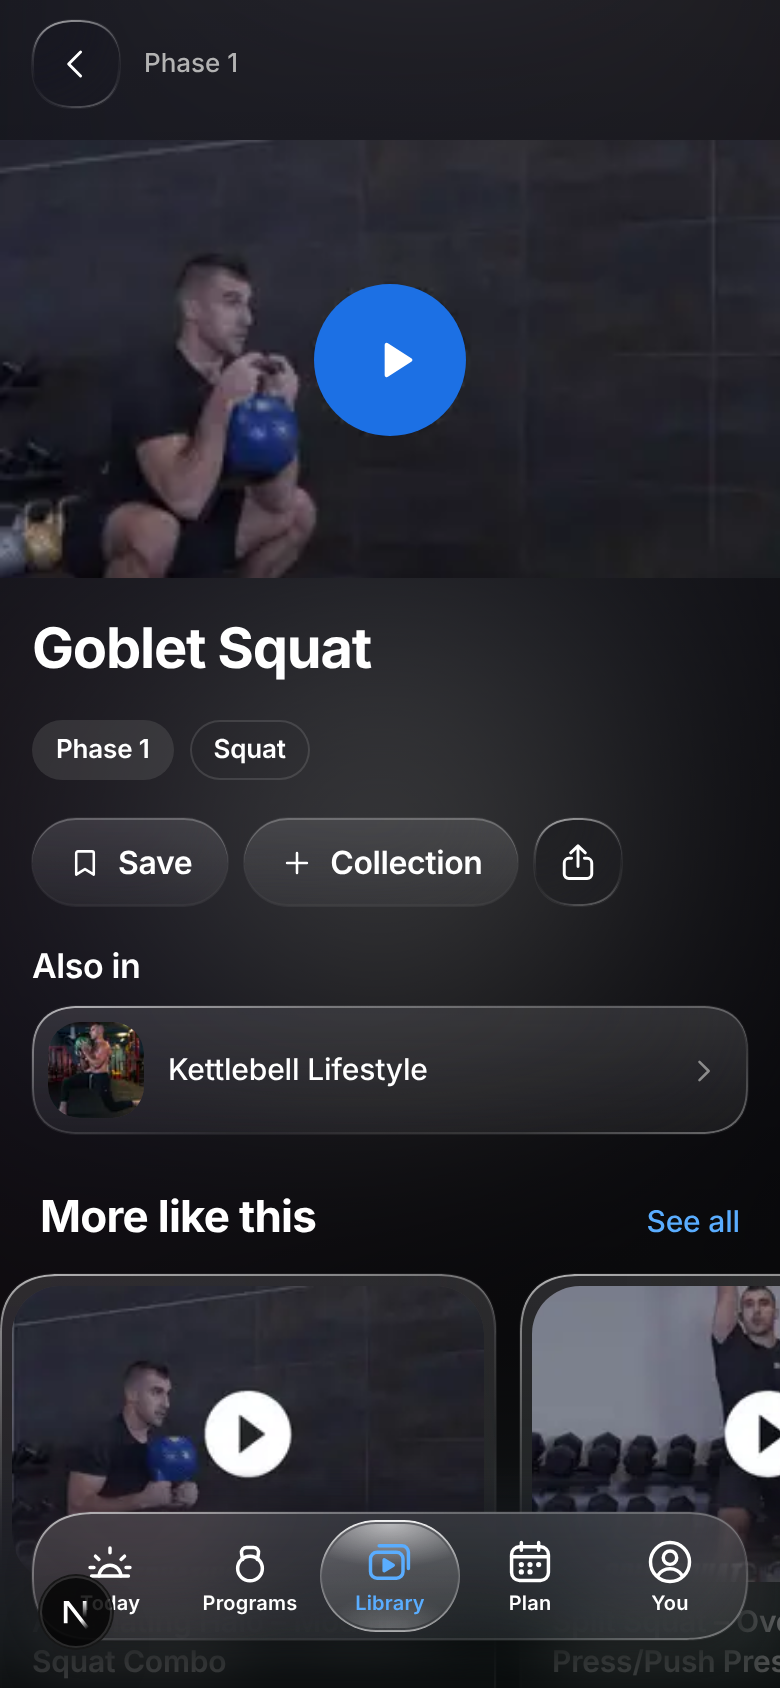 Phase 1
Goblet Squat
Phase 1
Squat
Save
Collection
Also in
Kettlebell Lifestyle
More like this
See all
Today
Programs
Library
Plan
You
N
Squat Combo
Press/Push Pres